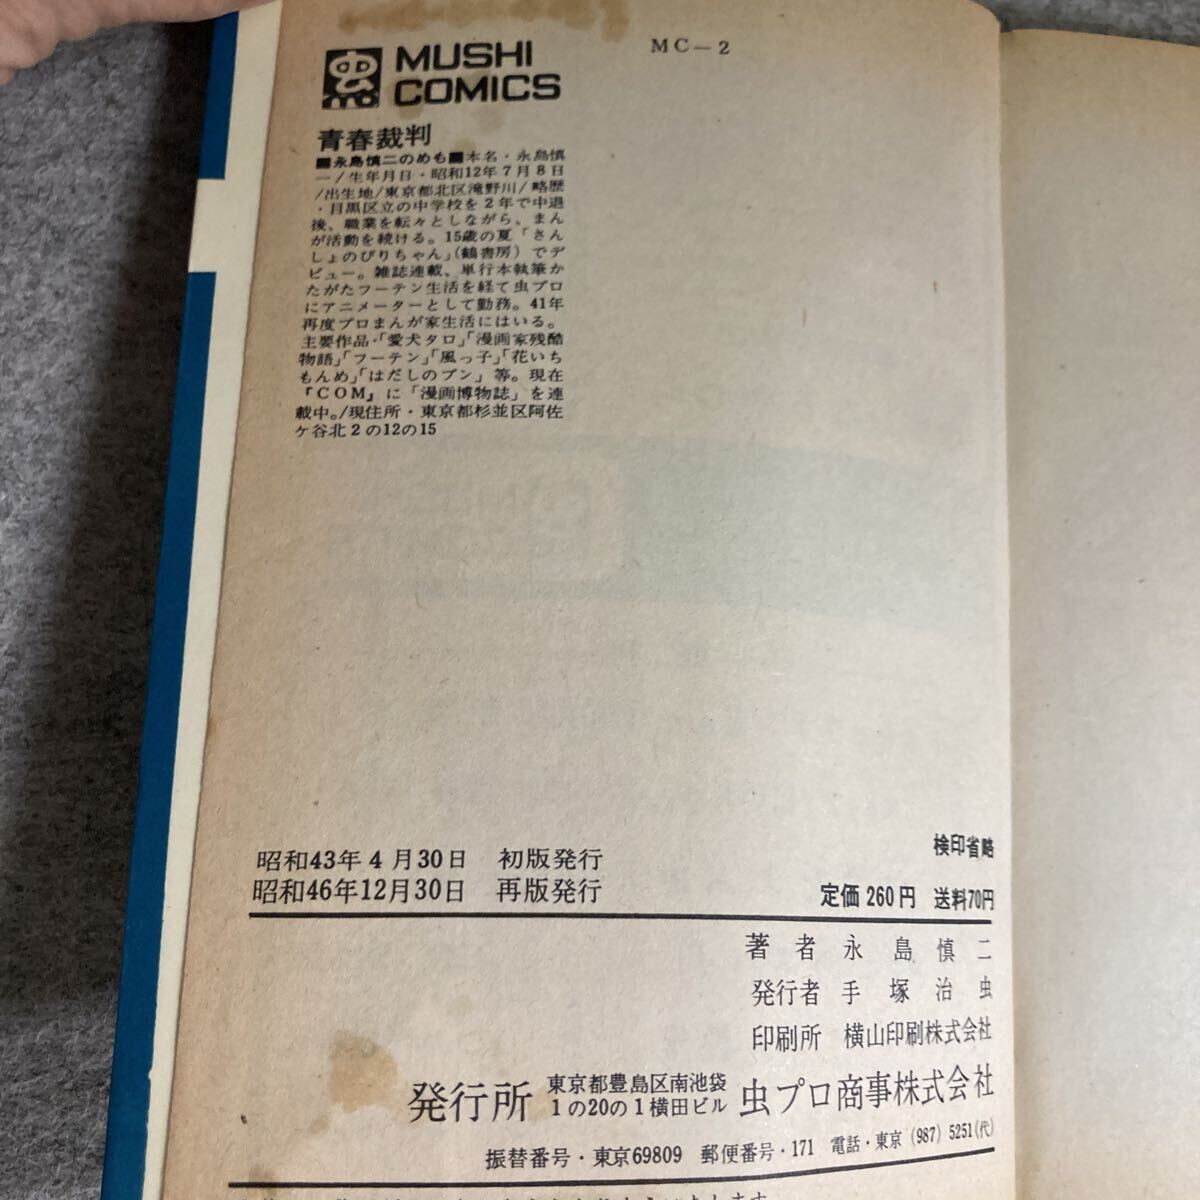 MUSHI
COMICS
MC-2
青春裁判
■永島慎二のめも■本名・永島慎
一/生年月日・昭和12年7月8日
/出生地/東京都北区滝野川/略歴
・目黒区立の中学校を2年で中退
後、職業を転々としながら、まん
が活動を続ける。15歳の夏「さん
しょのぴりちゃん」(鶴書房)でデ
ビュー。雑誌連載、単行本執筆か
たがたフーテン生活を経て虫プロ
にアニメーターとして勤務。41年
再度プロまんが家生活にはいる。
主要作品・「愛犬タロ」「漫画家残酷
物語」「フーテン」「風っ子」「花いち
もんめ」「はだしのブン」等。現在
『COM』に「漫画博物誌」を連
載中。/現住所・東京都杉並区阿佐
ケ谷北2の12の15
昭和43年4月30日 初版発行
昭和46年12月30日 再版発行
検印省略
定価260円 送料70円
著者 永島慎二
発行者 手塚治虫
印刷所 横山印刷株式会社
発行所 東京都豊島区南池袋
1の20の1横田ビル 虫プロ商事株式会社
振替番号・東京69809 郵便番号・171 電話・東京(987)5251(代)